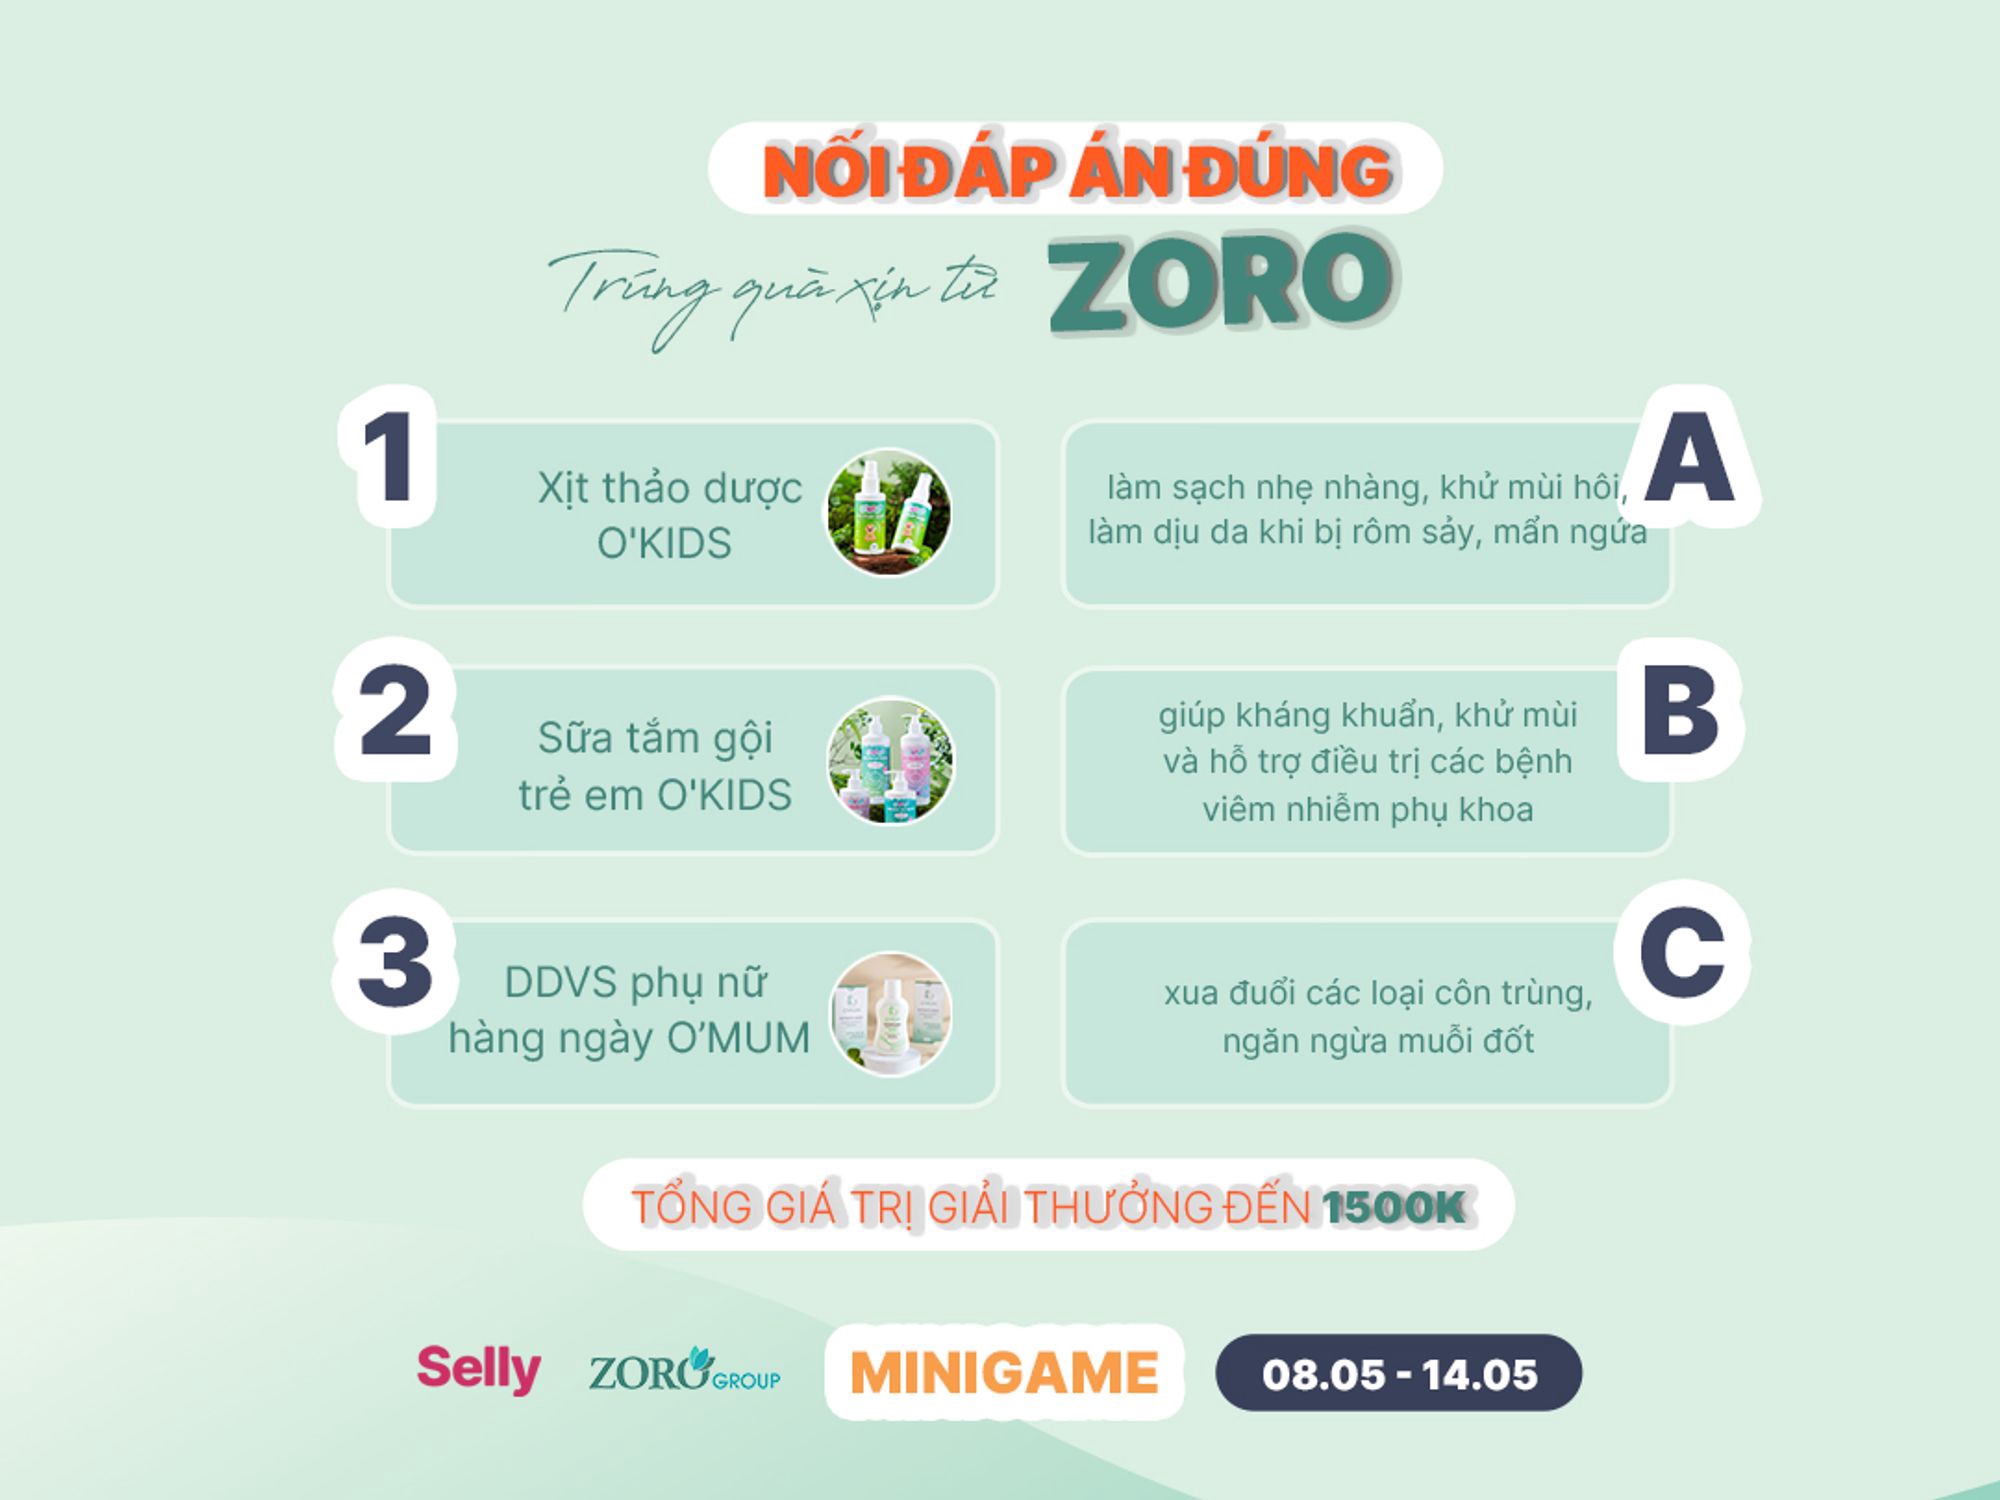 NỐI ĐÁP ÁN ĐÚNG
Trúng quà xịn từ ZORO
1
Xịt thảo dược
O'KIDS
A
làm sạch nhẹ nhàng, khử mùi hôi,
làm dịu da khi bị rôm sảy, mẩn ngứa
2
Sữa tắm gội
trẻ em O'KIDS
B
giúp kháng khuẩn, khử mùi
và hỗ trợ điều trị các bệnh
viêm nhiễm phụ khoa
3
DDVS phụ nữ
hàng ngày O’MUM
C
xua đuổi các loại côn trùng,
ngăn ngừa muỗi đốt
TỔNG GIÁ TRỊ GIẢI THƯỞNG ĐẾN 1500K
Selly
ZORO GROUP
MINIGAME
08.05 - 14.05